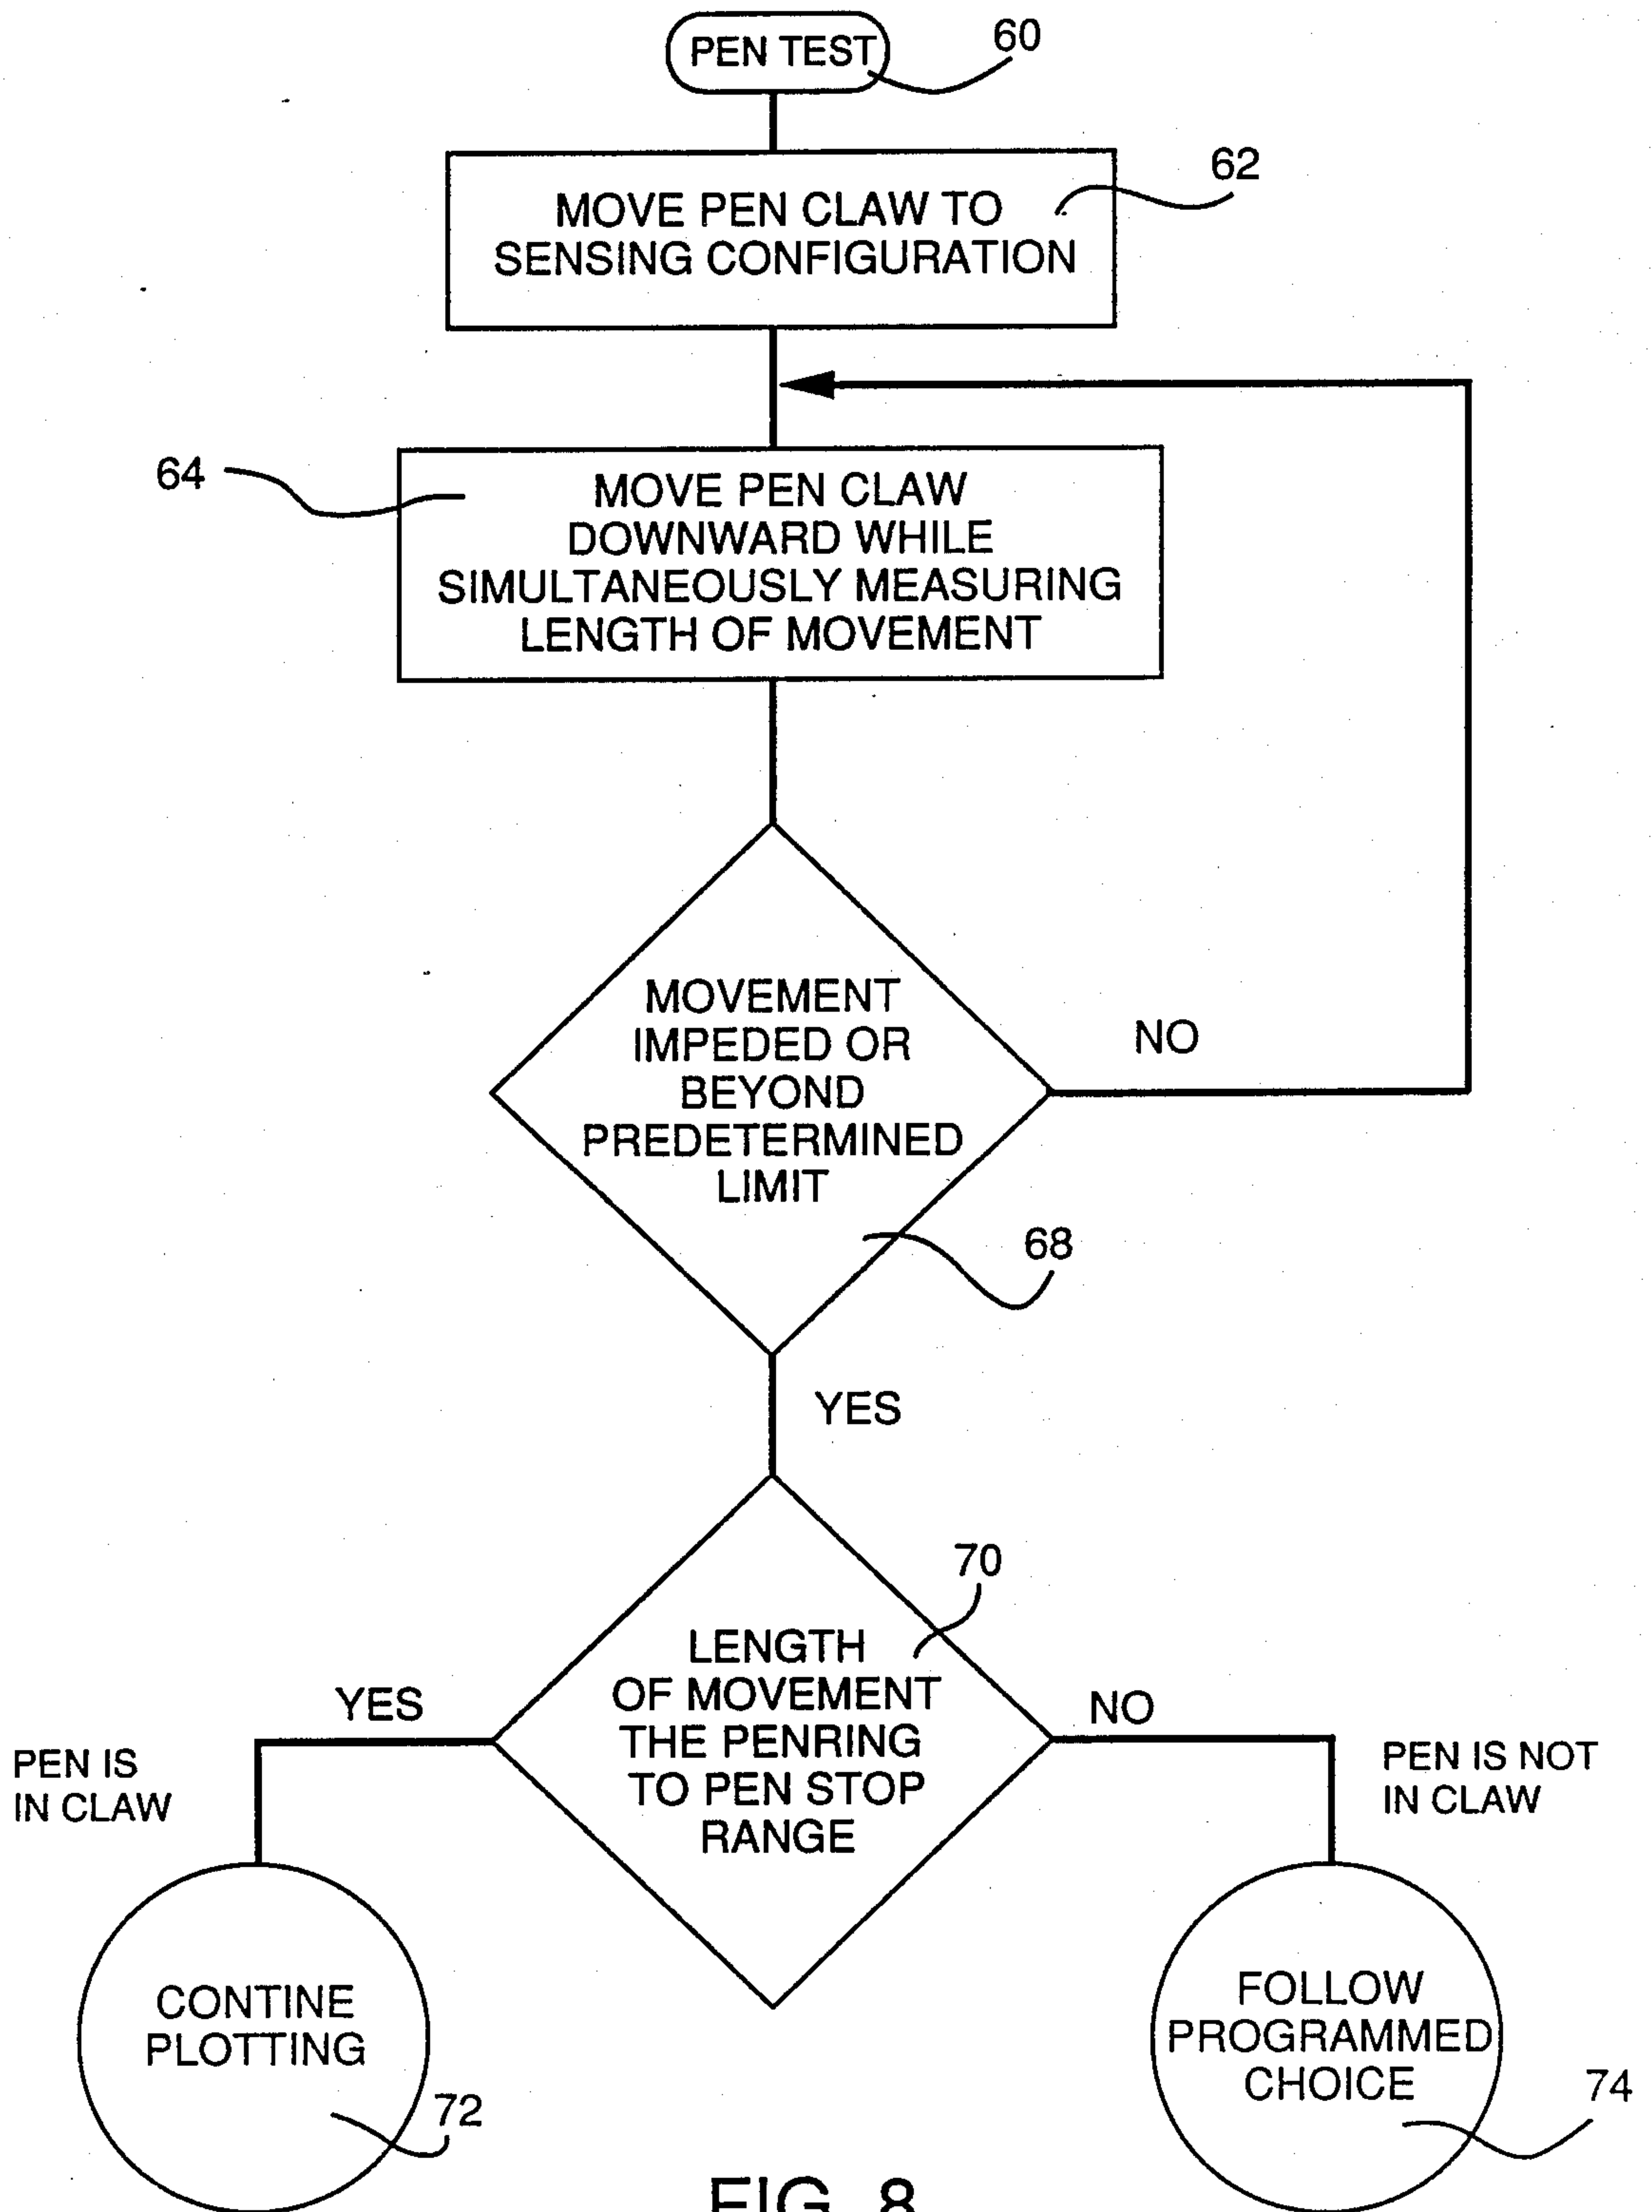 PEN TEST
60
MOVE PEN CLAW TO
SENSING CONFIGURATION
62
64
MOVE PEN CLAW
DOWNWARD WHILE
SIMULTANEOUSLY MEASURING
LENGTH OF MOVEMENT
MOVEMENT
IMPEDED OR
BEYOND
PREDETERMINED
LIMIT
NO
68
YES
70
LENGTH
OF MOVEMENT
THE PENRING
TO PEN STOP
RANGE
YES
NO
PEN IS
IN CLAW
PEN IS NOT
IN CLAW
CONTINE
PLOTTING
72
FOLLOW
PROGRAMMED
CHOICE
74
FIG. 8